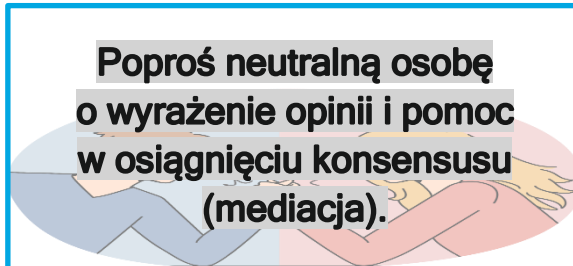 Poproś neutralną osobę
o wyrażenie opinii i pomoc
w osiągnięciu konsensusu
(mediacja).